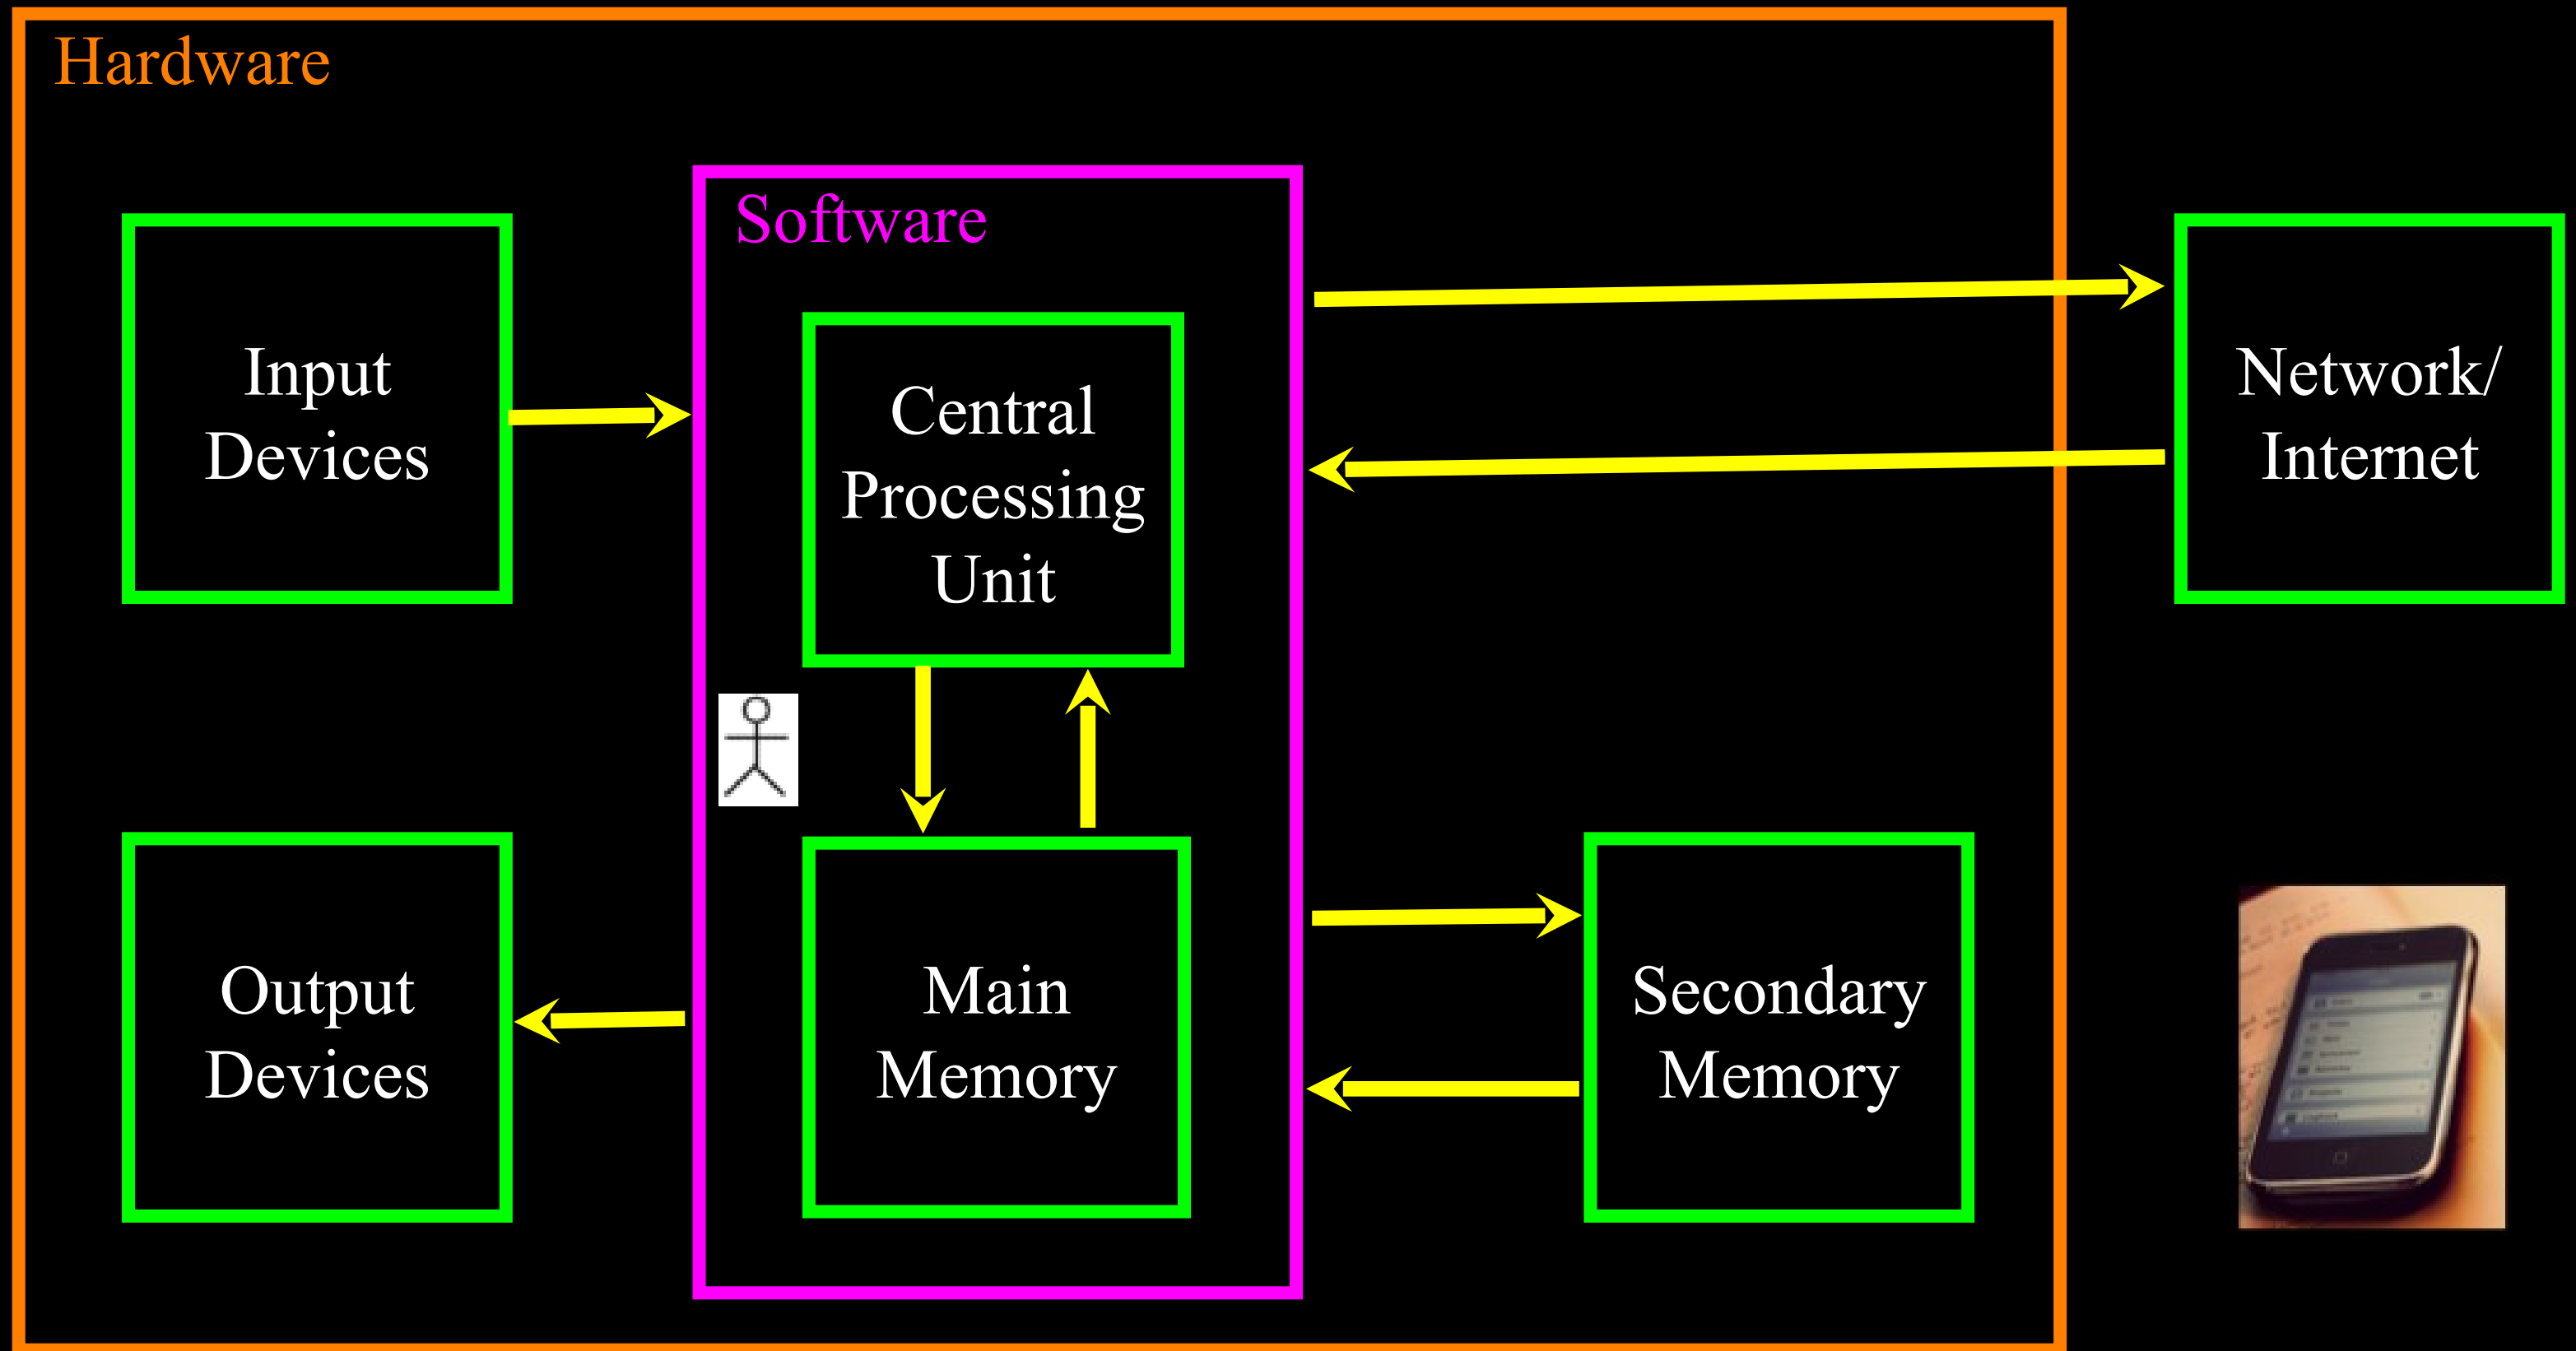 Hardware
Software
Input
Devices
Central
Processing
Unit
Network/
Internet
Output
Devices
Main
Memory
Secondary
Memory